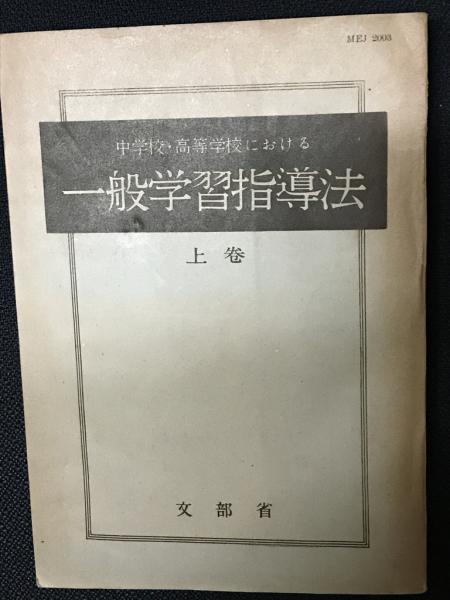 MEJ 2003
中学校・高等学校における
一般学習指導法
上卷
文部省